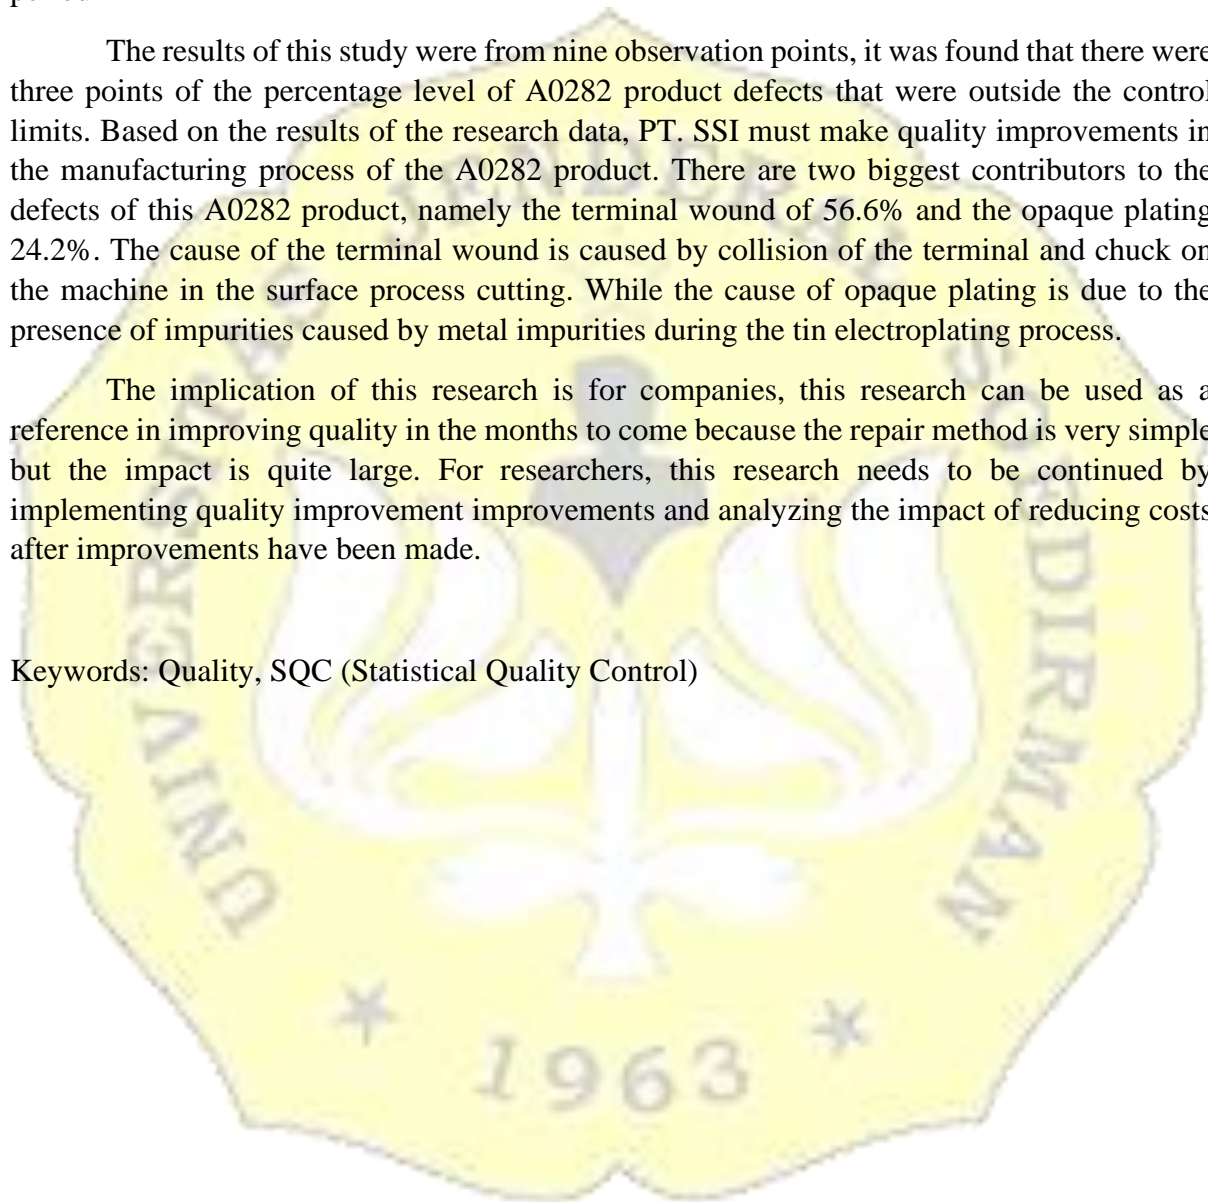 The results of this study were from nine observation points, it was found that there were
three points of the percentage level of A0282 product defects that were outside the control
limits. Based on the results of the research data, PT. SSI must make quality improvements in
the manufacturing process of the A0282 product. There are two biggest contributors to the
defects of this A0282 product, namely the terminal wound of 56.6% and the opaque plating
24.2%. The cause of the terminal wound is caused by collision of the terminal and chuck on
the machine in the surface process cutting. While the cause of opaque plating is due to the
presence of impurities caused by metal impurities during the tin electroplating process.
The implication of this research is for companies, this research can be used as a
reference in improving quality in the months to come because the repair method is very simple
but the impact is quite large. For researchers, this research needs to be continued by
implementing quality improvement improvements and analyzing the impact of reducing costs
after improvements have been made.
Keywords: Quality, SQC (Statistical Quality Control)
UNIVERSITAS JENDERAL SOEDIRMAN
1963